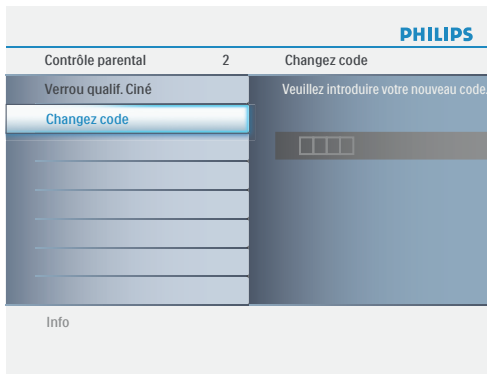 PHILIPS
Contrôle parental 2 Changez code
Verrou qualif. Ciné
Veuillez introduire votre nouveau code.
Changez code
Info